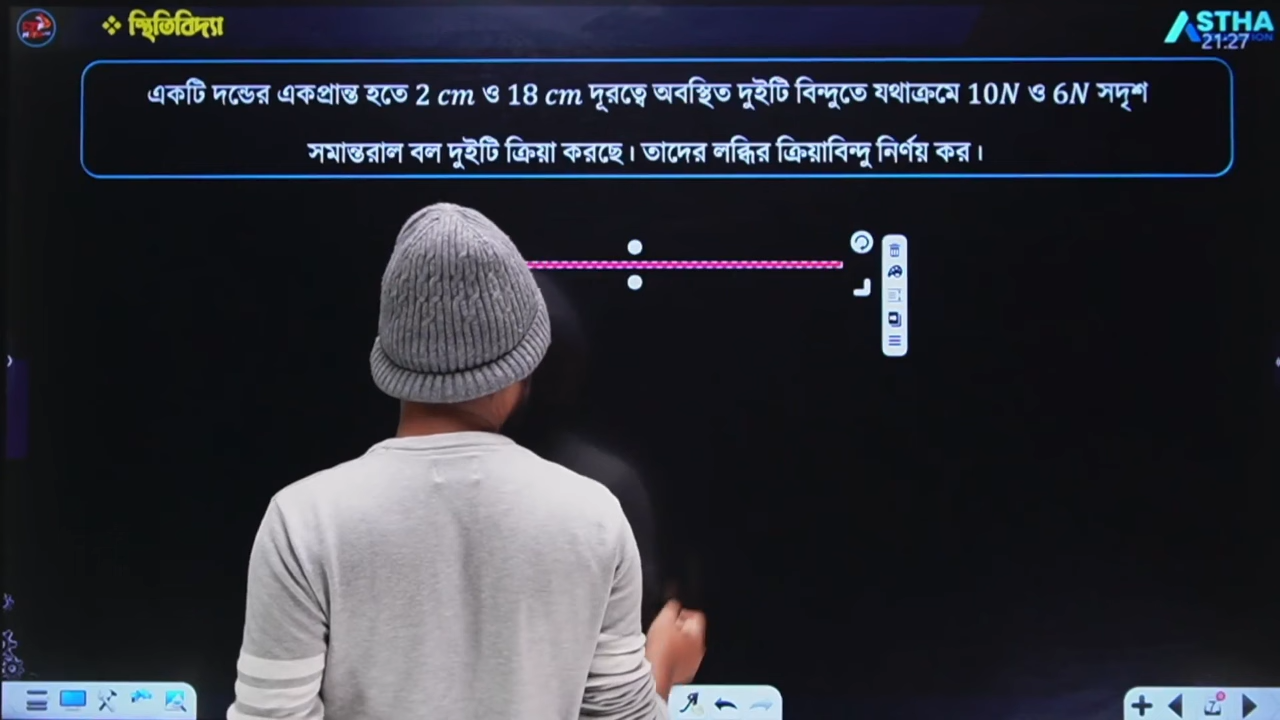 ❖ স্থিতিবিদ্যা
ASTHA
21:27
একটি দন্ডের একপ্রান্ত হতে 2 cm ও 18 cm দূরত্বে অবস্থিত দুইটি বিন্দুতে যথাক্রমে 10N ও 6N সদৃশ
সমান্তরাল বল দুইটি ক্রিয়া করছে। তাদের লব্ধির ক্রিয়াবিন্দু নির্ণয় কর।